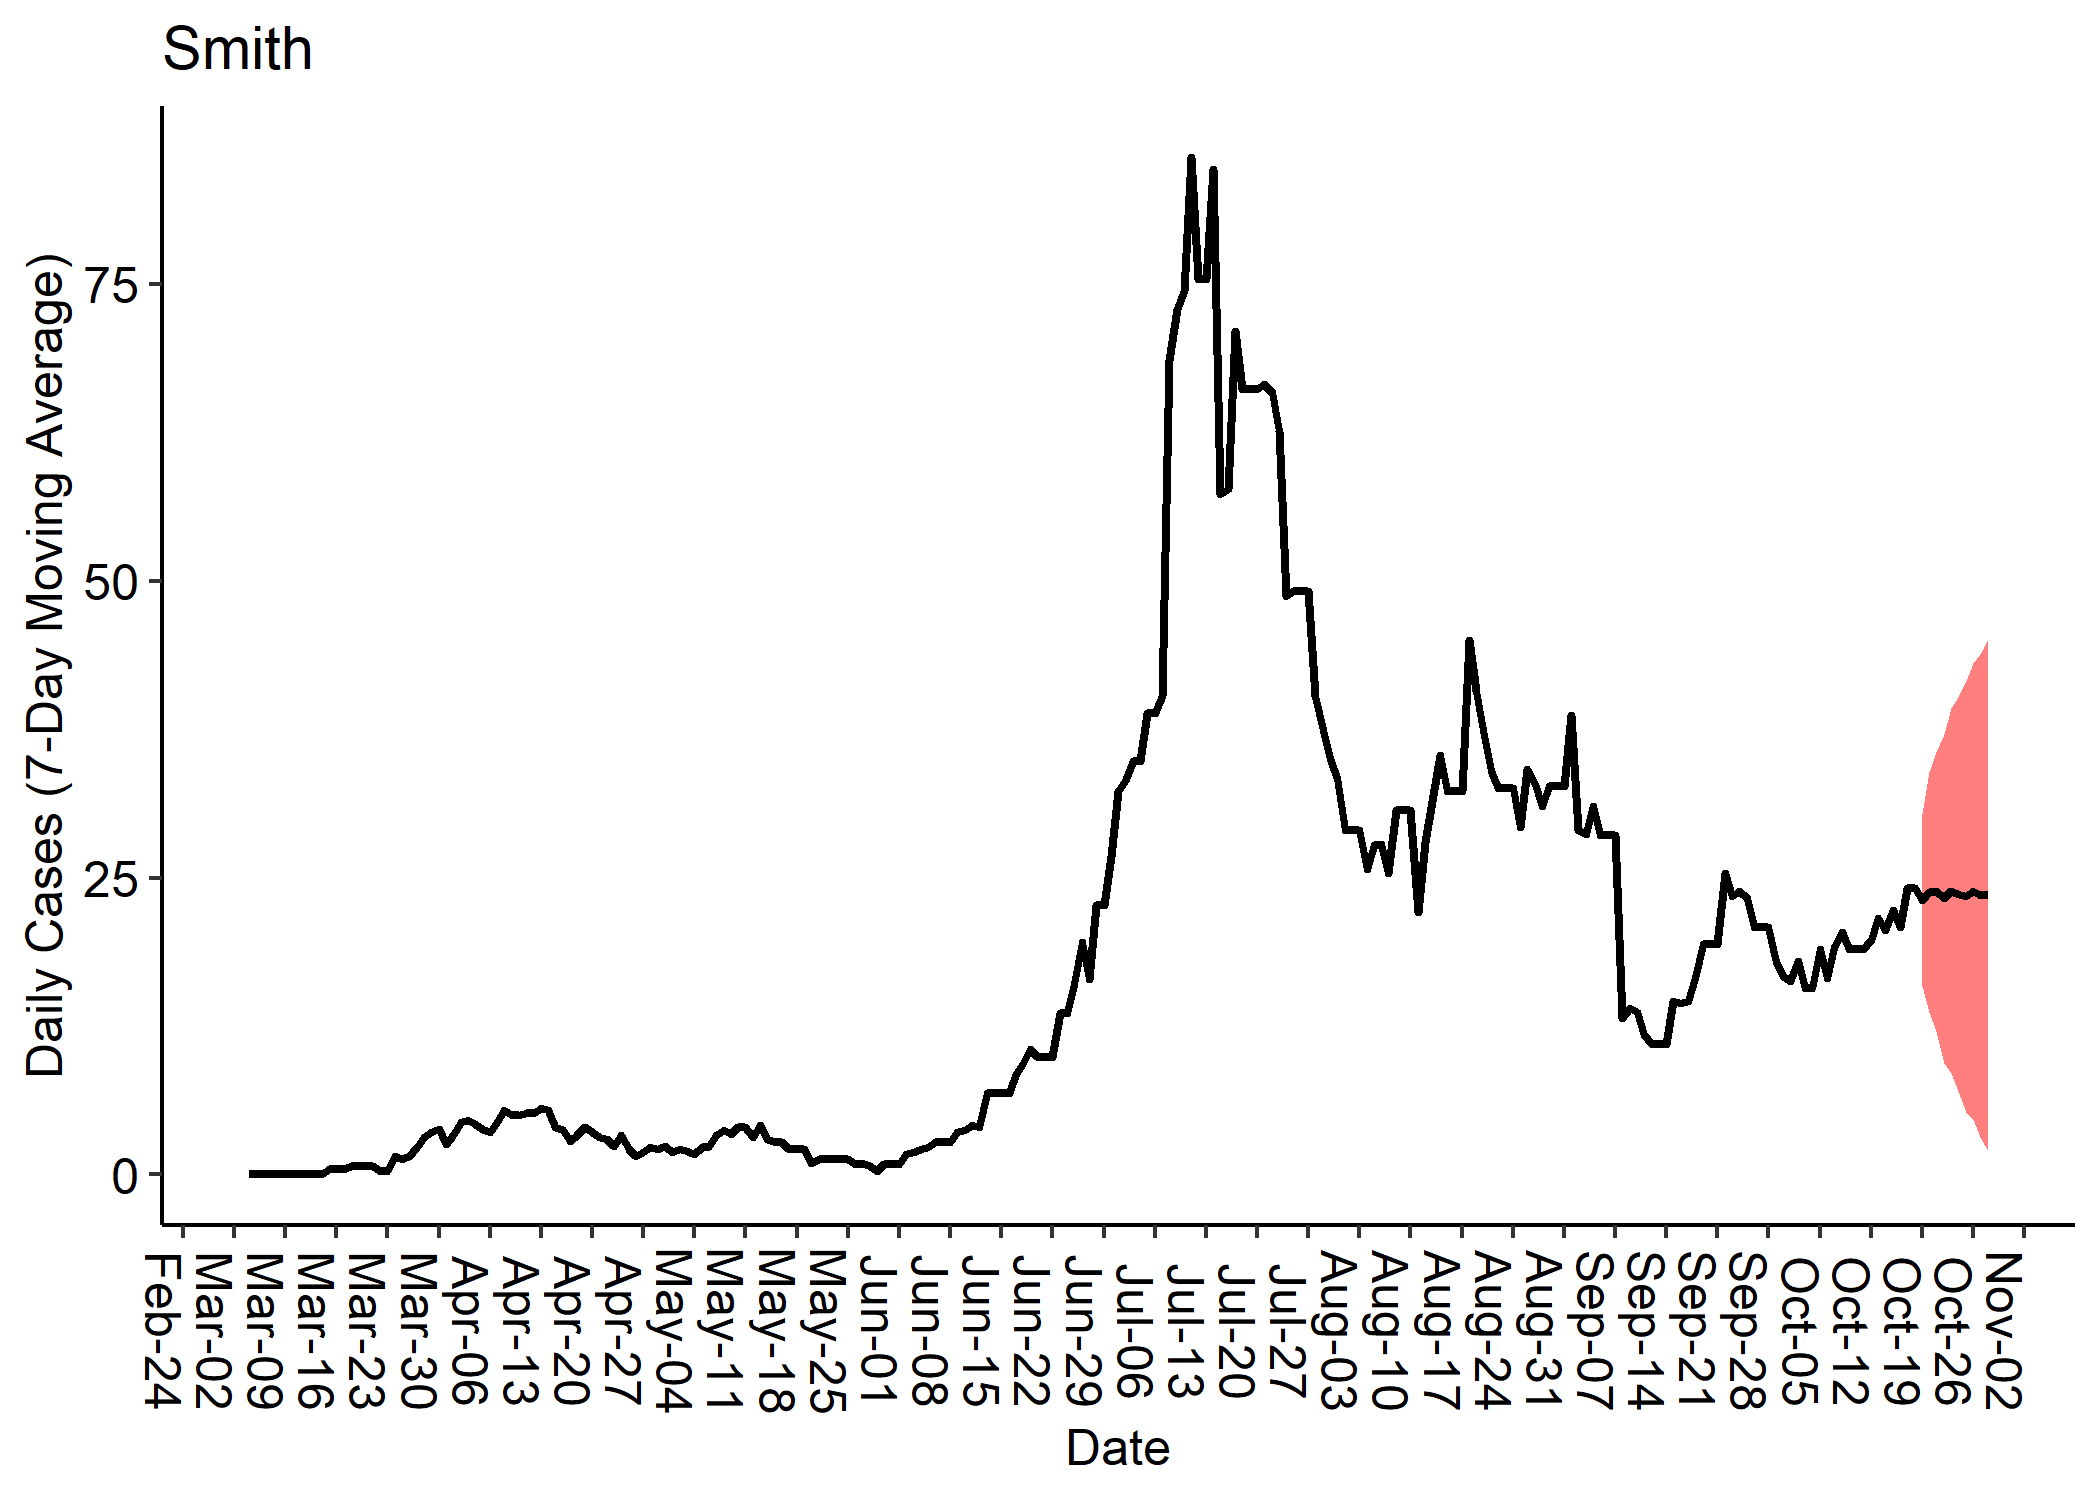 Smith
Daily Cases (7-Day Moving Average)
75
50
25
0
Feb-24
Mar-02
Mar-09
Mar-16
Mar-23
Mar-30
Apr-06
Apr-13
Apr-20
Apr-27
May-04
May-11
May-18
May-25
Jun-01
Jun-08
Jun-15
Jun-22
Jun-29
Jul-06
Jul-13
Jul-20
Jul-27
Aug-03
Aug-10
Aug-17
Aug-24
Aug-31
Sep-07
Sep-14
Sep-21
Sep-28
Oct-05
Oct-12
Oct-19
Oct-26
Nov-02
Date